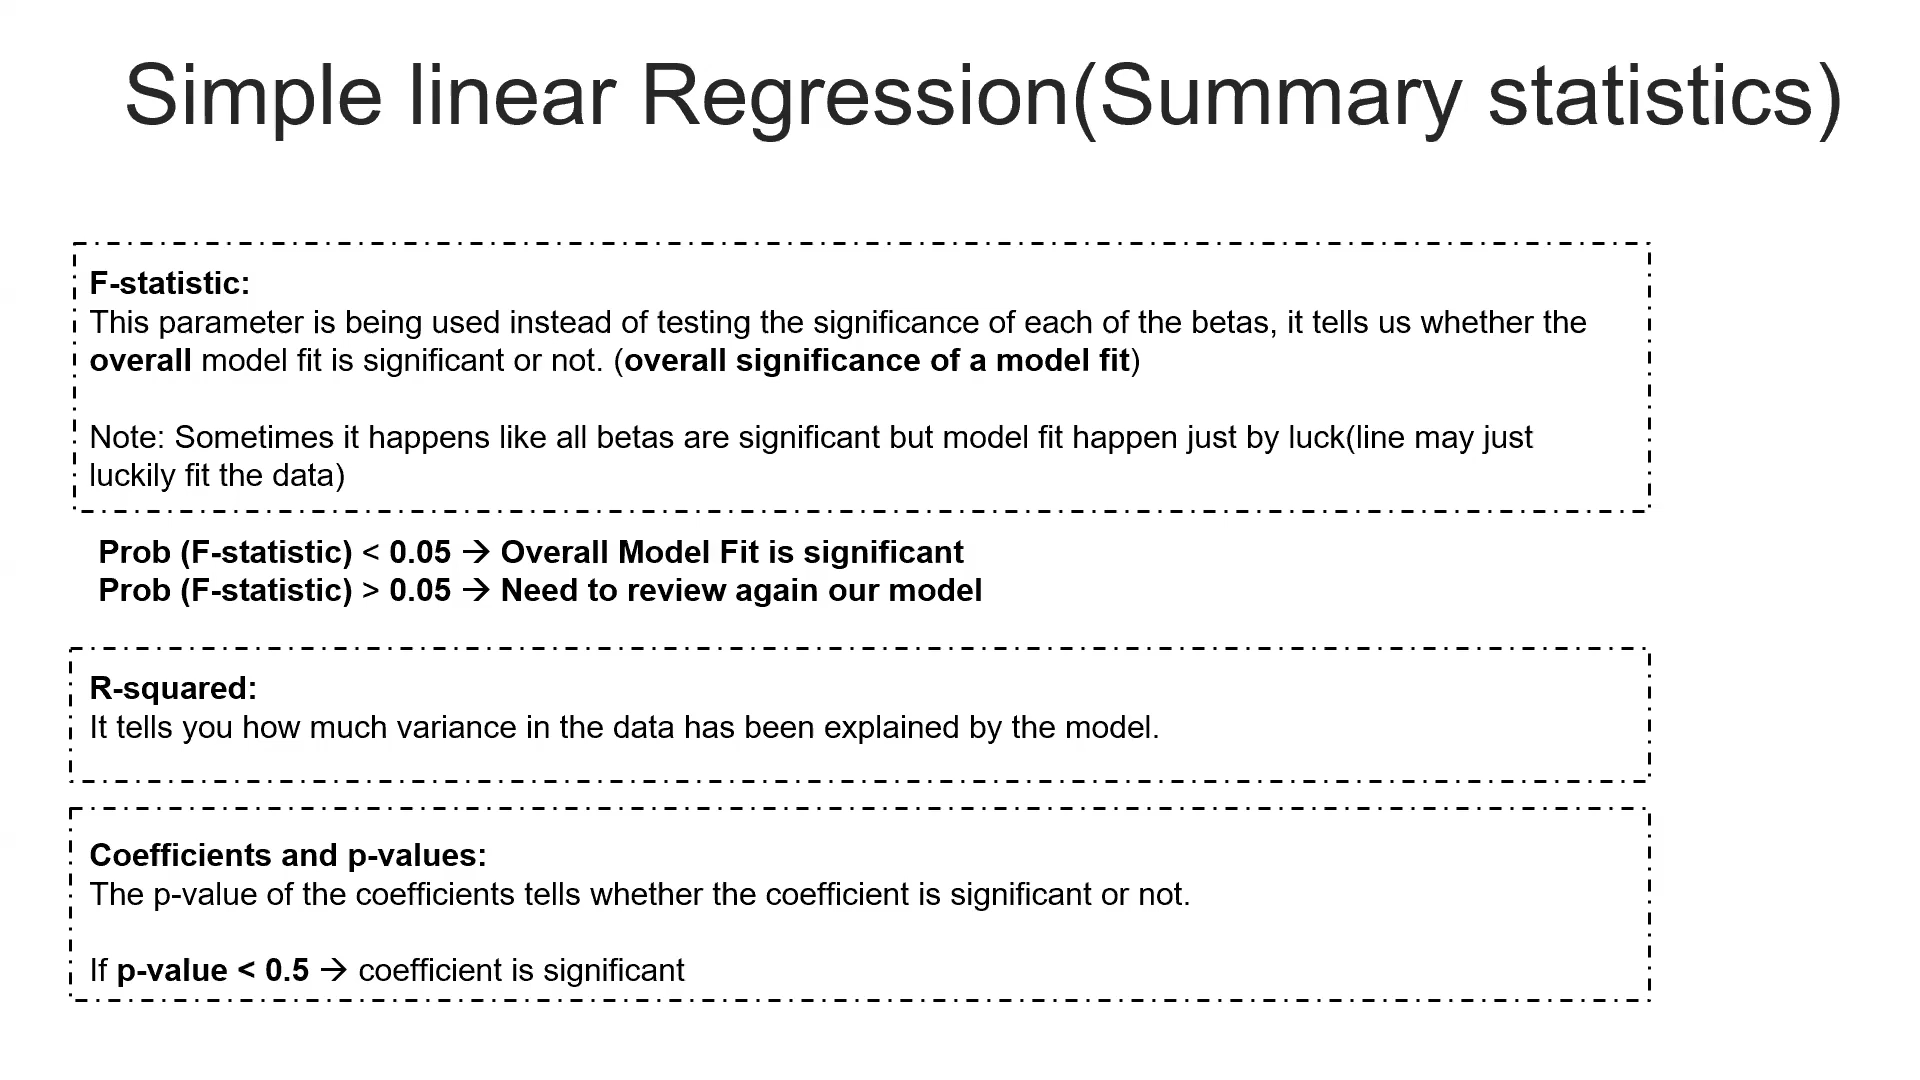 Simple linear Regression(Summary statistics)
F-statistic:
This parameter is being used instead of testing the significance of each of the betas, it tells us whether the
overall model fit is significant or not. (overall significance of a model fit)
Note: Sometimes it happens like all betas are significant but model fit happen just by luck(line may just
luckily fit the data)
Prob (F-statistic) < 0.05 → Overall Model Fit is significant
Prob (F-statistic) > 0.05 → Need to review again our model
R-squared:
It tells you how much variance in the data has been explained by the model.
Coefficients and p-values:
The p-value of the coefficients tells whether the coefficient is significant or not.
If p-value < 0.5 → coefficient is significant